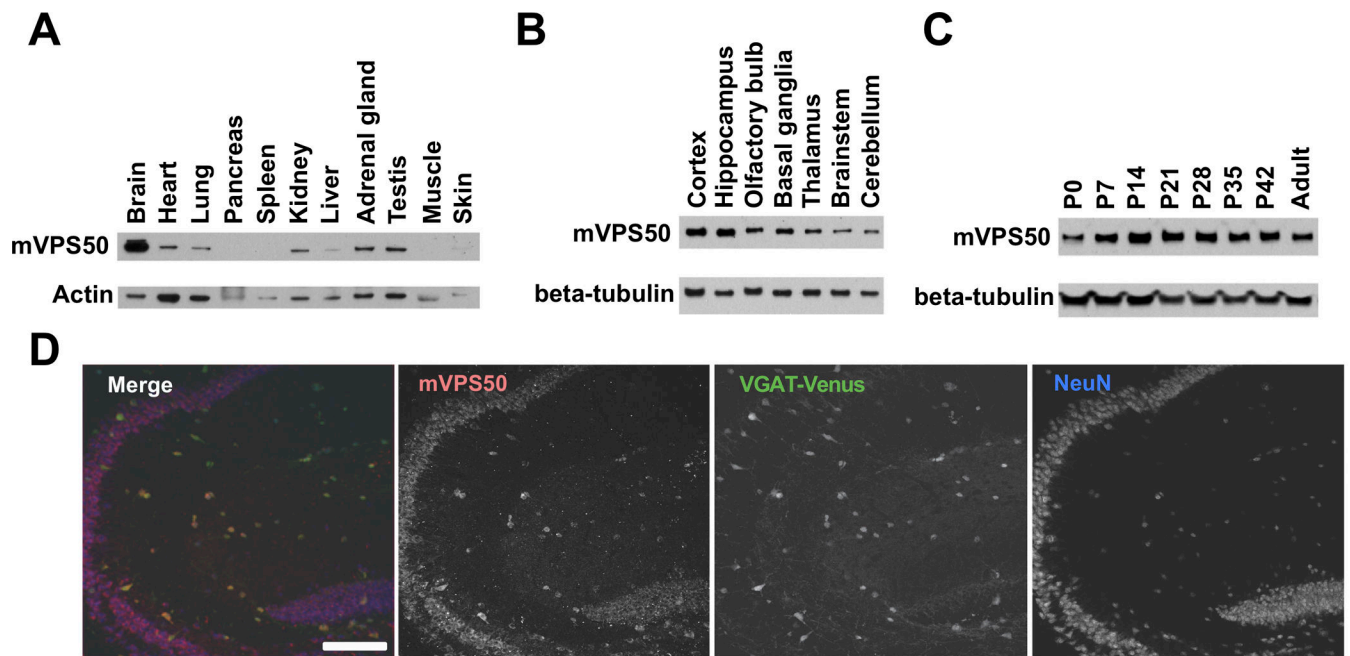 A
Brain
Heart
Lung
Pancreas
Spleen
Kidney
Liver
Adrenal gland
Testis
Muscle
Skin
mVPS50
Actin
B
Cortex
Hippocampus
Olfactory bulb
Basal ganglia
Thalamus
Brainstem
Cerebellum
mVPS50
beta-tubulin
C
P0
P7
P14
P21
P28
P35
P42
Adult
mVPS50
beta-tubulin
D
Merge
mVPS50
VGAT-Venus
NeuN